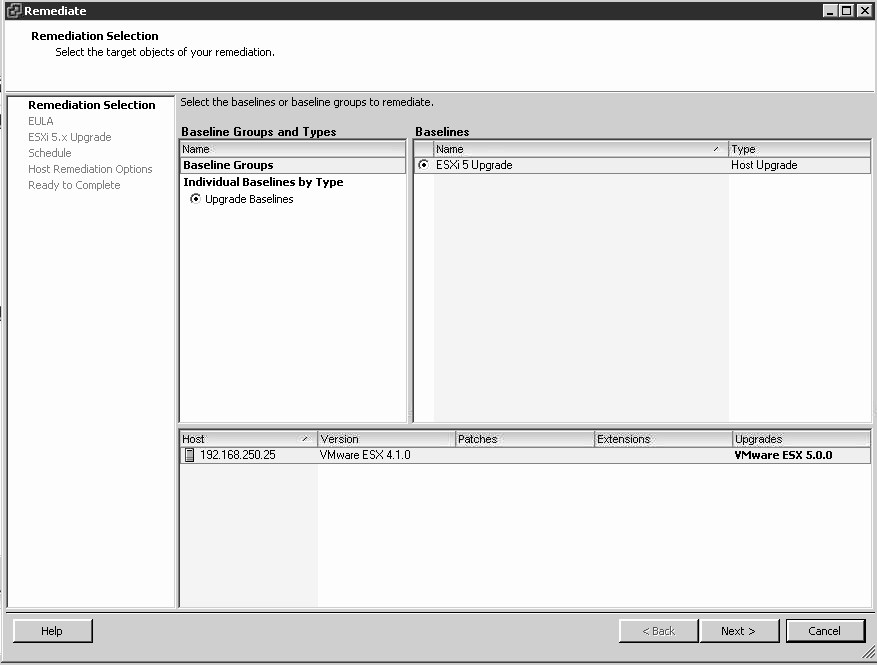 Remediate
Remediation Selection
Select the target objects of your remediation.
Remediation Selection
EULA
ESXi 5.x Upgrade
Schedule
Host Remediation Options
Ready to Complete
Select the baselines or baseline groups to remediate.
Baseline Groups and Types
Name
Baseline Groups
Individual Baselines by Type
Upgrade Baselines
Baselines
Name Type
ESXi 5 Upgrade Host Upgrade
Host Version Patches Extensions Upgrades
192.168.250.25 VMware ESX 4.1.0 VMware ESX 5.0.0
Help < Back Next > Cancel